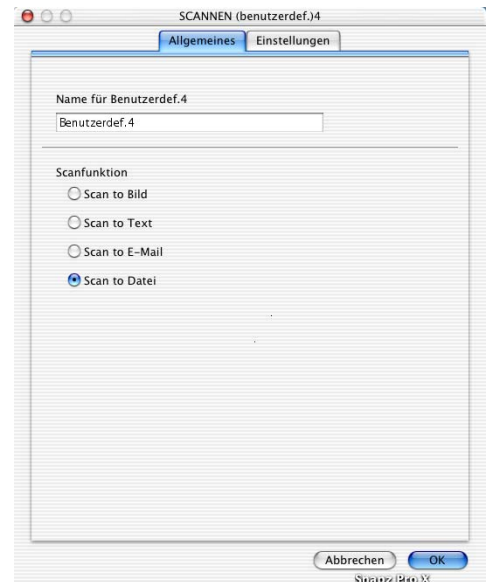 SCANNEN (benutzerdef.)4
Allgemeines Einstellungen
Name für Benutzerdef.4
Benutzerdef.4
Scanfunktion
Scan to Bild
Scan to Text
Scan to E-Mail
Scan to Datei
Abbrechen OK
Snapz Pro X